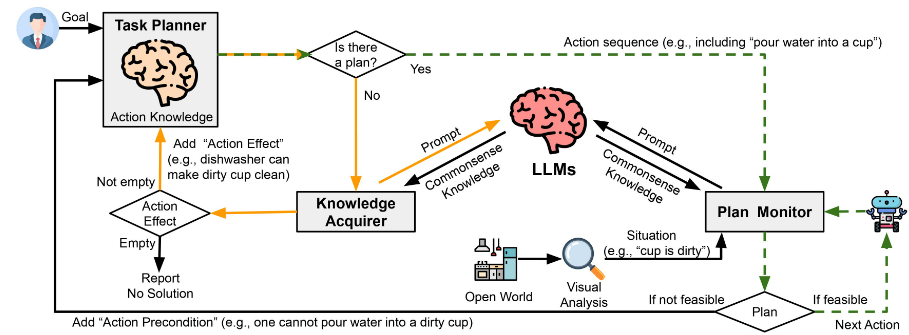 Goal
Task Planner
Action Knowledge
Is there
a plan?
Yes
No
Action sequence (e.g., including “pour water into a cup”)
Add “Action Effect”
(e.g., dishwasher can
make dirty cup clean)
Not empty
Action
Effect
Empty
Report
No Solution
Knowledge
Acquirer
Prompt
Commonsense
Knowledge
LLMs
Prompt
Commonsense
Knowledge
Plan Monitor
Situation
(e.g., “cup is dirty”)
Open World
Visual
Analysis
If not feasible
Plan
If feasible
Next Action
Add “Action Precondition” (e.g., one cannot pour water into a dirty cup)